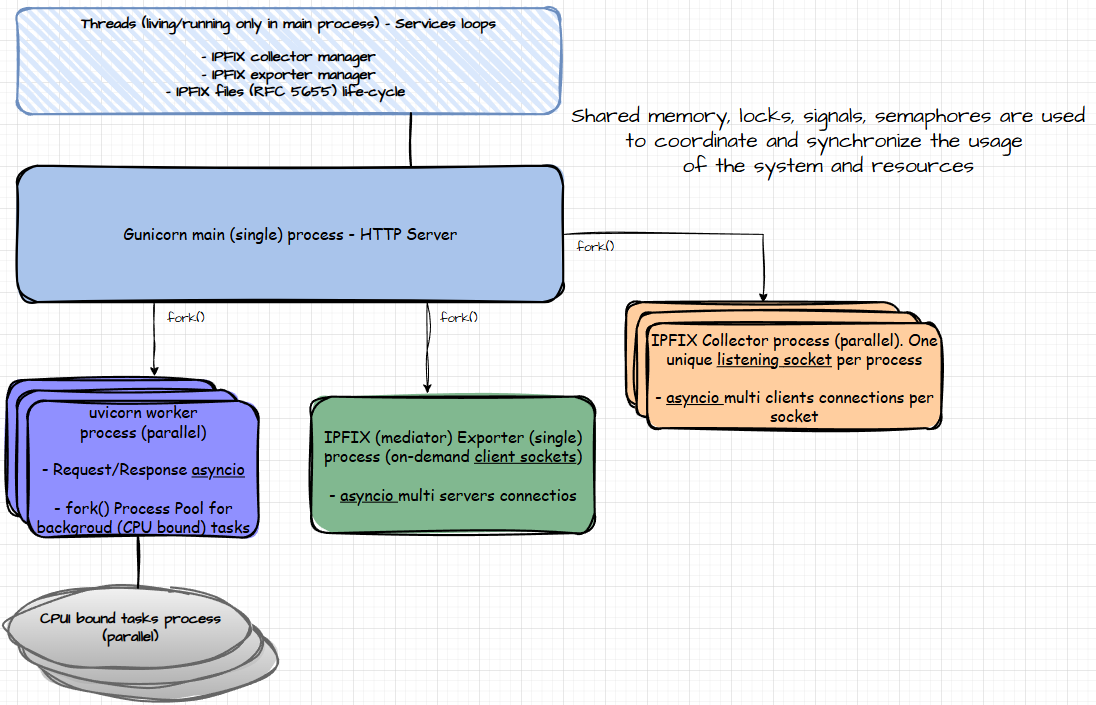 Threads (living/running only in main process) - Services loops
- IPFIX collector manager
- IPFIX exporter manager
- IPFIX files (RFC 5655) life-cycle
Shared memory, locks, signals, semaphores are used
to coordinate and synchronize the usage
of the system and resources
Gunicorn main (single) process - HTTP Server
fork()
fork()
fork()
IPFIX Collector process (parallel). One
unique listening socket per process
- asyncio multi clients connections per
socket
uvicorn worker
process (parallel)
- Request/Response asyncio
- fork() Process Pool for
backgroud (CPU bound) tasks
IPFIX (mediator) Exporter (single)
process (on-demand client sockets)
- asyncio multi servers connectios
CPUI bound tasks process
(parallel)